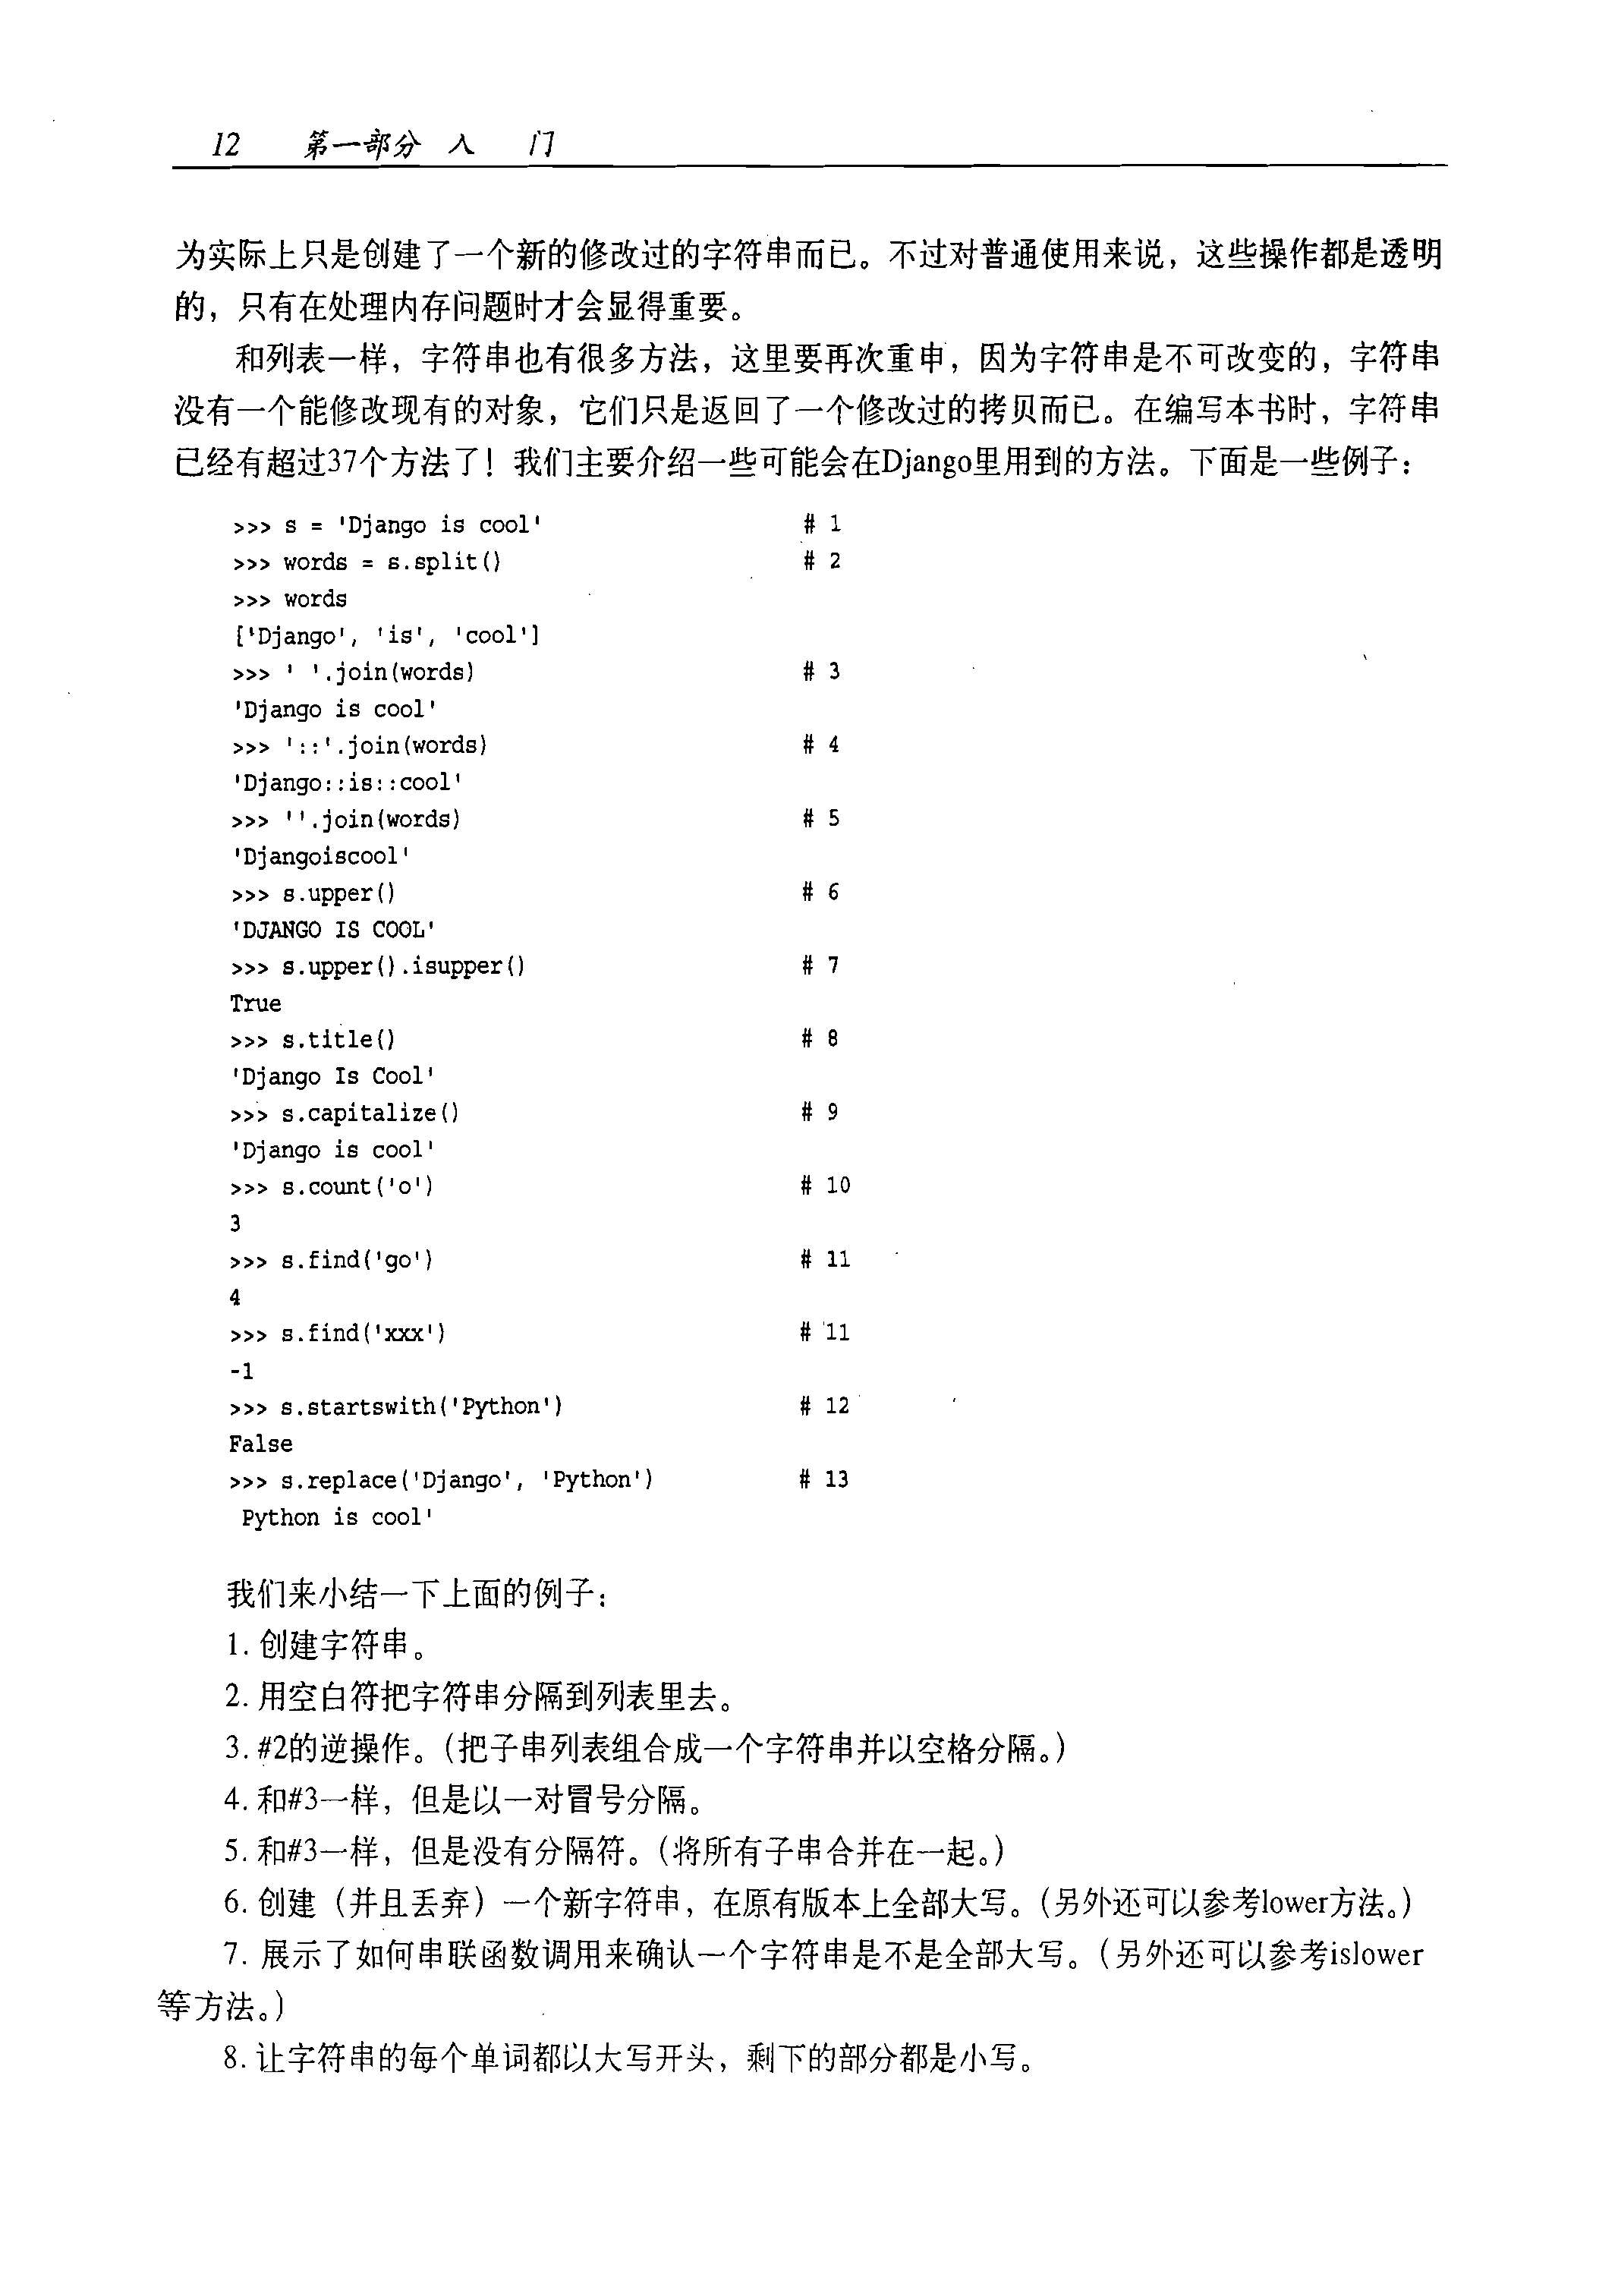 12 第一部分 入 门
为实际上只是创建了一个新的修改过的字符串而已。不过对普通使用来说，这些操作都是透明
的，只有在处理内存问题时才会显得重要。
和列表一样，字符串也有很多方法，这里要再次重申，因为字符串是不可改变的，字符串
没有一个能修改现有的对象，它们只是返回了一个修改过的拷贝而已。在编写本书时，字符串
已经有超过37个方法了！我们主要介绍一些可能会在Django里用到的方法。下面是一些例子：
>>> s = 'Django is cool' # 1
>>> words = s.split() # 2
>>> words
['Django', 'is', 'cool']
>>> ' '.join(words) # 3
'Django is cool'
>>> '::'.join(words) # 4
'Django::is::cool'
>>> ''.join(words) # 5
'Djangoiscool'
>>> s.upper() # 6
'DJANGO IS COOL'
>>> s.upper().isupper() # 7
True
>>> s.title() # 8
'Django Is Cool'
>>> s.capitalize() # 9
'Django is cool'
>>> s.count('o') # 10
3
>>> s.find('go') # 11
4
>>> s.find('xxx') # 11
-1
>>> s.startswith('Python') # 12
False
>>> s.replace('Django', 'Python') # 13
Python is cool'
我们来小结一下上面的例子：
1. 创建字符串。
2. 用空白符把字符串分隔到列表里去。
3. #2的逆操作。（把子串列表组合成一个字符串并以空格分隔。）
4. 和#3一样，但是以一对冒号分隔。
5. 和#3一样，但是没有分隔符。（将所有子串合并在一起。）
6. 创建（并且丢弃）一个新字符串，在原有版本上全部大写。（另外还可以参考lower方法。）
7. 展示了如何串联函数调用来确认一个字符串是不是全部大写。（另外还可以参考islower
等方法。）
8. 让字符串的每个单词都以大写开头，剩下的部分都是小写。